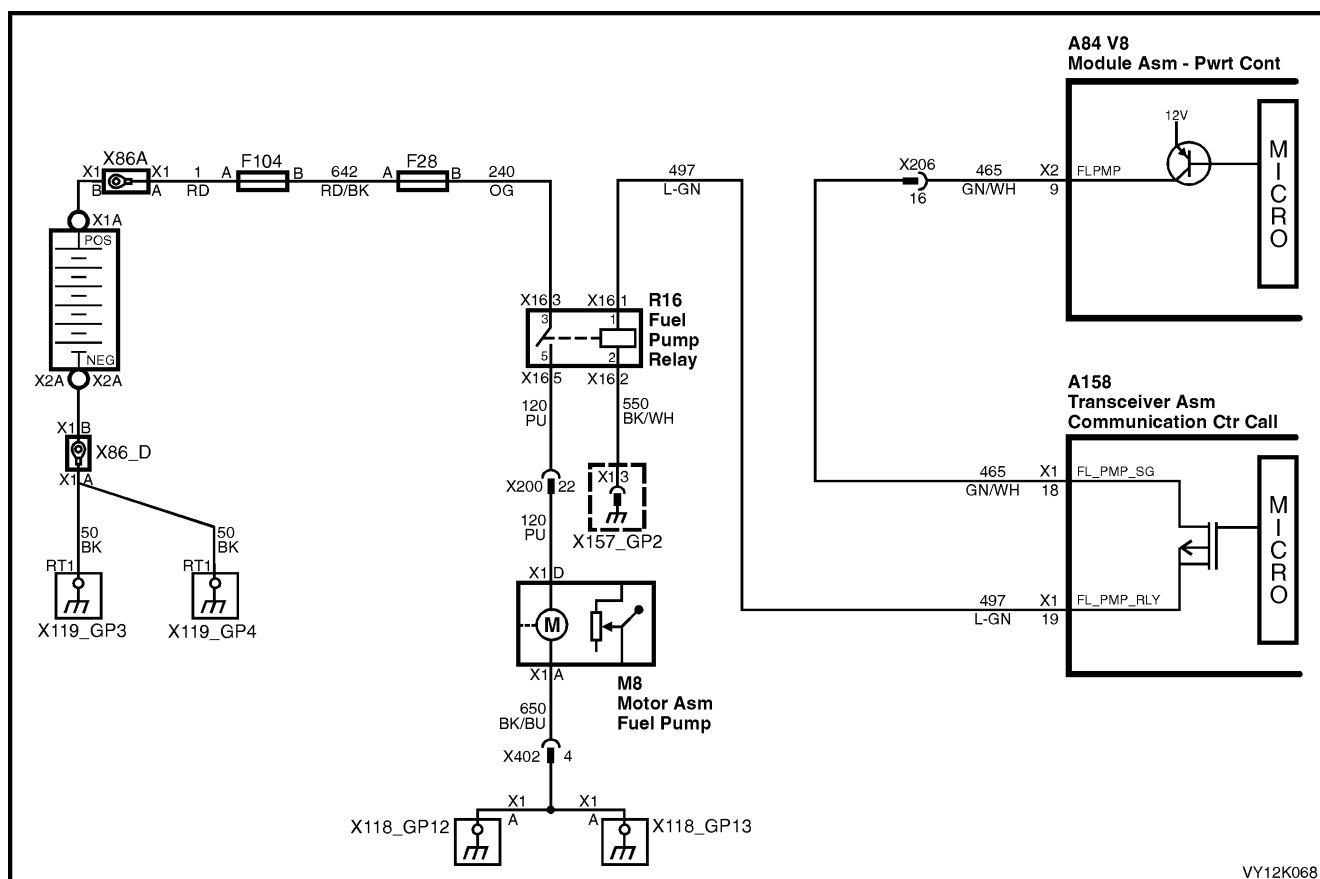 A84 V8
Module Asm - Pwrt Cont
12V
MICRO
X2
FLPMP
9
465
GN/WH
X206
16
497
L-GN
X86A
X1
B
X1
A
1
RD
A
F104
B
642
RD/BK
A
F28
B
240
OG
X1A
POS
NEG
X2A
X2A
X1
B
X86_D
X1
A
50
BK
50
BK
RT1
RT1
X119_GP3
X119_GP4
X16
3
X16
1
3
1
5
2
X16
5
X16
2
R16
Fuel
Pump
Relay
120
PU
550
BK/WH
X200
22
X1
3
X157_GP2
120
PU
X1
D
M
X1
A
M8
Motor Asm
Fuel Pump
650
BK/BU
X402
4
X1
A
X1
A
X118_GP12
X118_GP13
A158
Transceiver Asm
Communication Ctr Call
465
GN/WH
X1
18
FL_PMP_SG
MICRO
497
L-GN
X1
19
FL_PMP_RLY
VY12K068